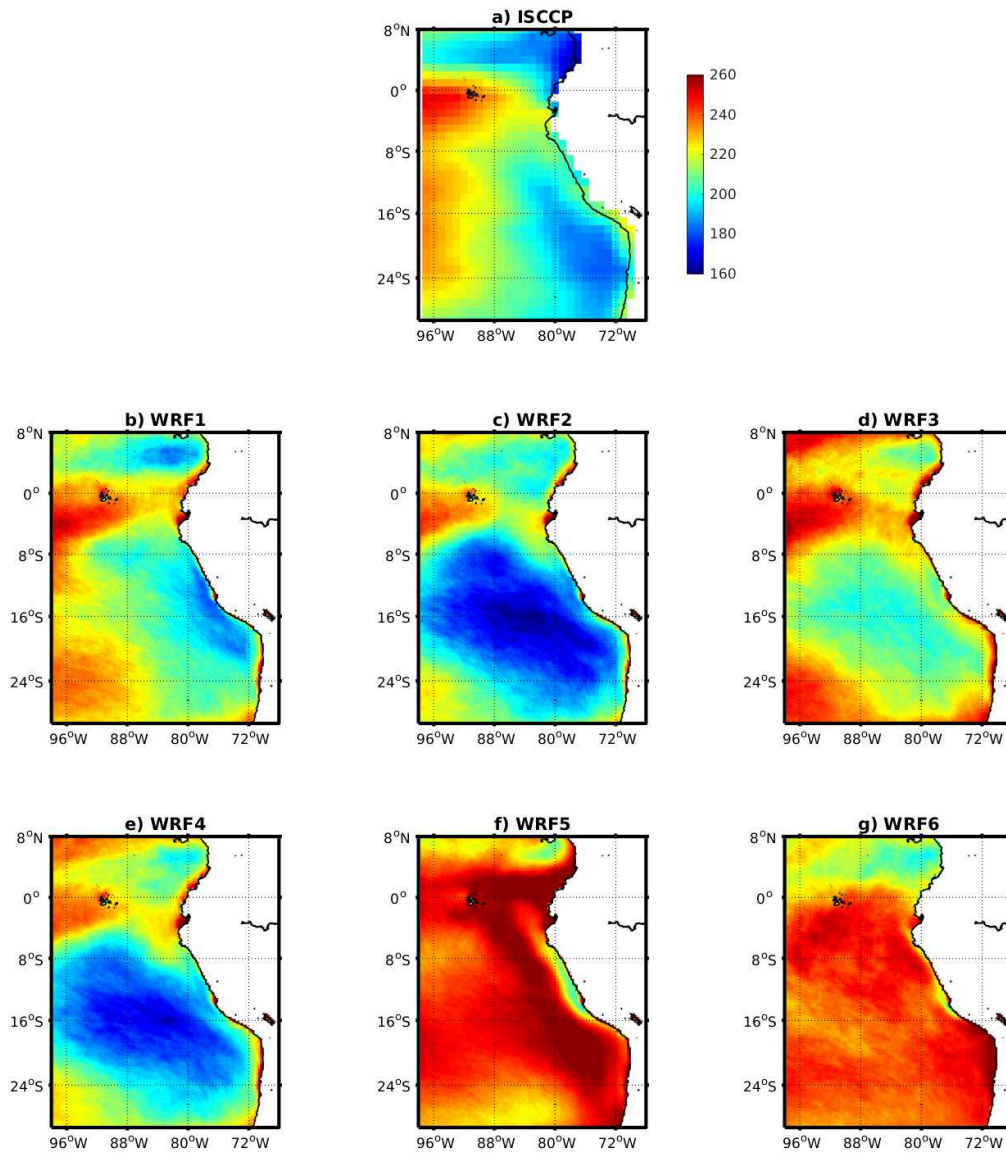 a) ISCCP
8°N
0°
8°S
16°S
24°S
96°W 88°W 80°W 72°W
260
240
220
200
180
160
b) WRF1 c) WRF2 d) WRF3
8°N 8°N 8°N
0° 0° 0°
8°S 8°S 8°S
16°S 16°S 16°S
24°S 24°S 24°S
96°W 88°W 80°W 72°W 96°W 88°W 80°W 72°W 96°W 88°W 80°W 72°W
e) WRF4 f) WRF5 g) WRF6
8°N 8°N 8°N
0° 0° 0°
8°S 8°S 8°S
16°S 16°S 16°S
24°S 24°S 24°S
96°W 88°W 80°W 72°W 96°W 88°W 80°W 72°W 96°W 88°W 80°W 72°W